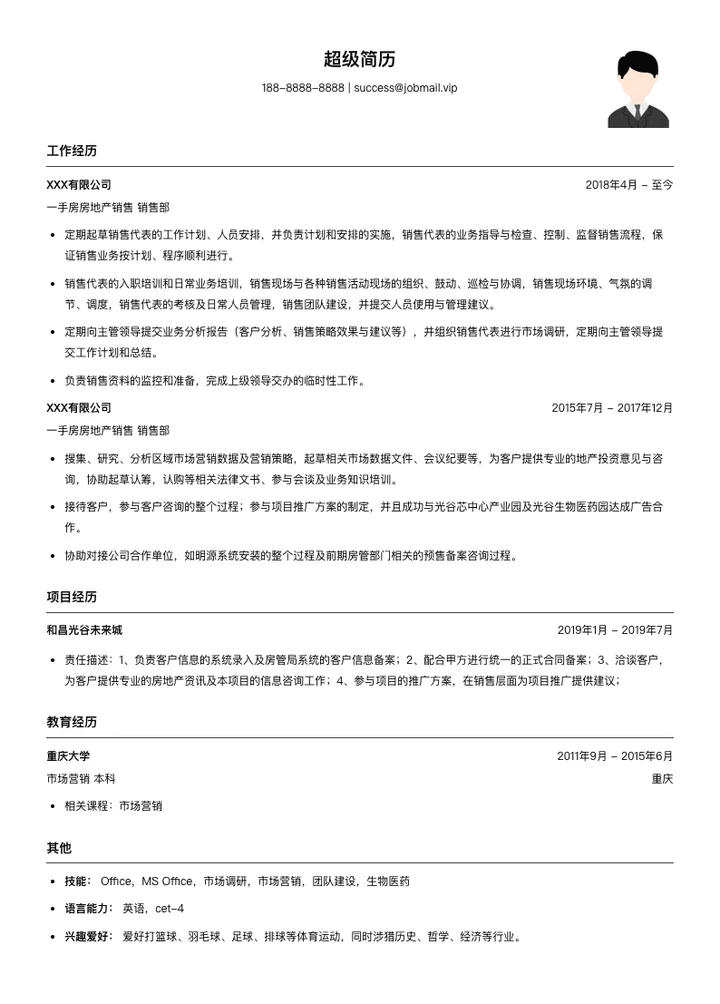 超级简历
188-8888-8888 | success@jobmail.vip
工作经历
XXX有限公司 2018年4月 - 至今
一手房房地产销售 销售部
• 定期起草销售代表的工作计划、人员安排，并负责计划和安排的实施，销售代表的业务指导与检查、控制、监督销售流程，保
证销售业务按计划、程序顺利进行。
• 销售代表的入职培训和日常业务培训，销售现场与各种销售活动现场的组织、鼓动、巡检与协调，销售现场环境、气氛的调
节、调度，销售代表的考核及日常人员管理，销售团队建设，并提交人员使用与管理建议。
• 定期向主管领导提交业务分析报告（客户分析、销售策略效果与建议等），并组织销售代表进行市场调研，定期向主管领导提
交工作计划和总结。
• 负责销售资料的监控和准备，完成上级领导交办的临时性工作。
XXX有限公司 2015年7月 - 2017年12月
一手房房地产销售 销售部
• 搜集、研究、分析区域市场营销数据及营销策略，起草相关市场数据文件、会议纪要等，为客户提供专业的地产投资意见与咨
询，协助起草认筹，认购等相关法律文书、参与会谈及业务知识培训。
• 接待客户，参与客户咨询的整个过程；参与项目推广方案的制定，并且成功与光谷芯中心产业园及光谷生物医药园达成广告合
作。
• 协助对接公司合作单位，如明源系统安装的整个过程及前期房管部门相关的预售备案咨询过程。
项目经历
和昌光谷未来城 2019年1月 - 2019年7月
• 责任描述：1、负责客户信息的系统录入及房管局系统的客户信息备案；2、配合甲方进行统一的正式合同备案；3、洽谈客户，
为客户提供专业的房地产资讯及本项目的信息咨询工作；4、参与项目的推广方案，在销售层面为项目推广提供建议；
教育经历
重庆大学 2011年9月 - 2015年6月
市场营销 本科 重庆
• 相关课程：市场营销
其他
• 技能： Office，MS Office，市场调研，市场营销，团队建设，生物医药
• 语言能力： 英语，cet-4
• 兴趣爱好： 爱好打篮球、羽毛球、足球、排球等体育运动，同时涉猎历史、哲学、经济等行业。